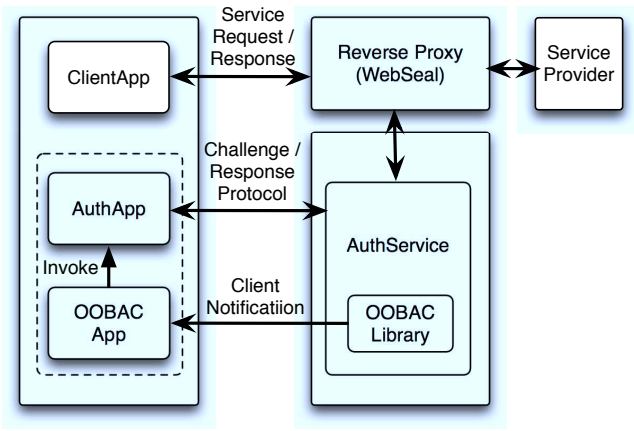 Service
Request /
Response
ClientApp
Reverse Proxy
(WebSeal)
Service
Provider
Challenge /
Response
Protocol
AuthApp
AuthService
Invoke
Client
Notificatiion
OOBAC
App
OOBAC
Library